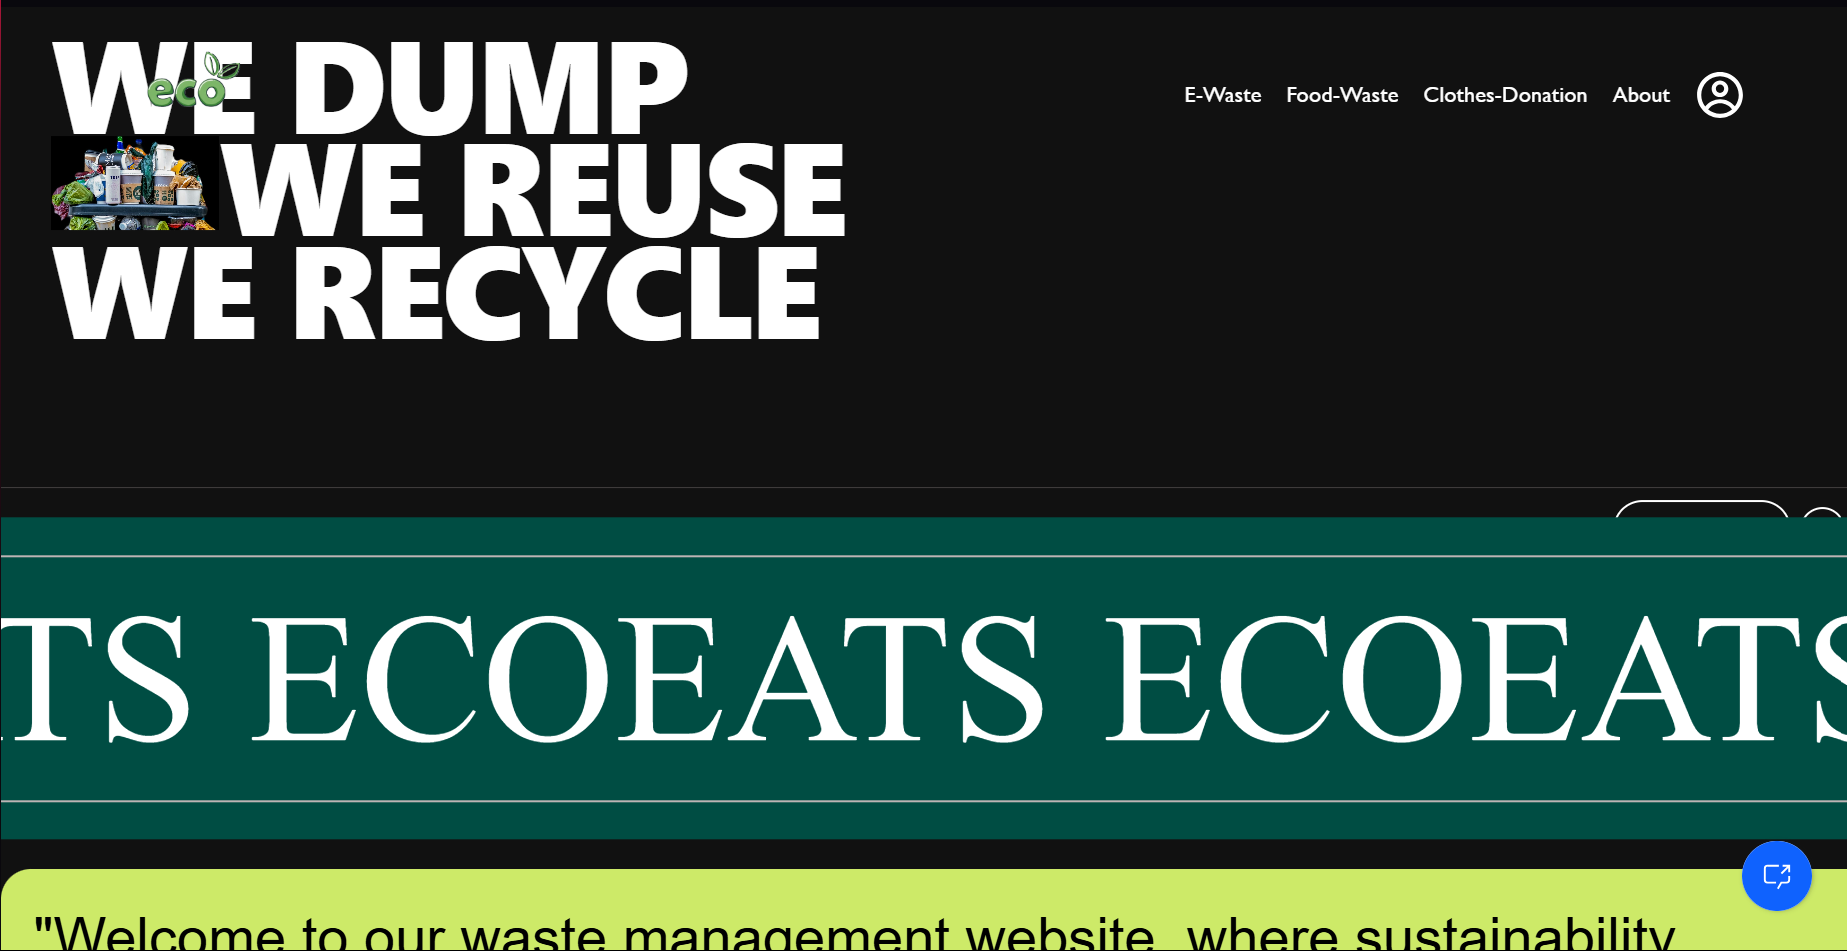 WE DUMP
eco
E-Waste Food-Waste Clothes-Donation About
WE REUSE
WE RECYCLE
TS ECOEATS ECOEATS
"Welcome to our waste management website, where sustainability